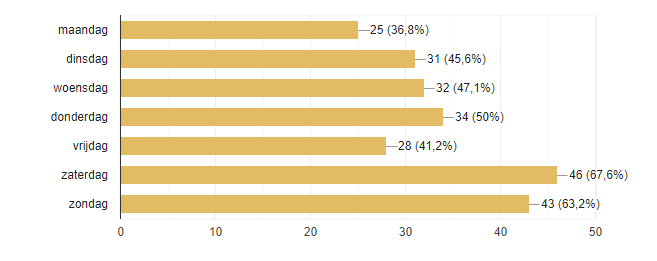 maandag 25 (36,8%)
dinsdag 31 (45,6%)
woensdag 32 (47,1%)
donderdag 34 (50%)
vrijdag 28 (41,2%)
zaterdag 46 (67,6%)
zondag 43 (63,2%)
0 10 20 30 40 50